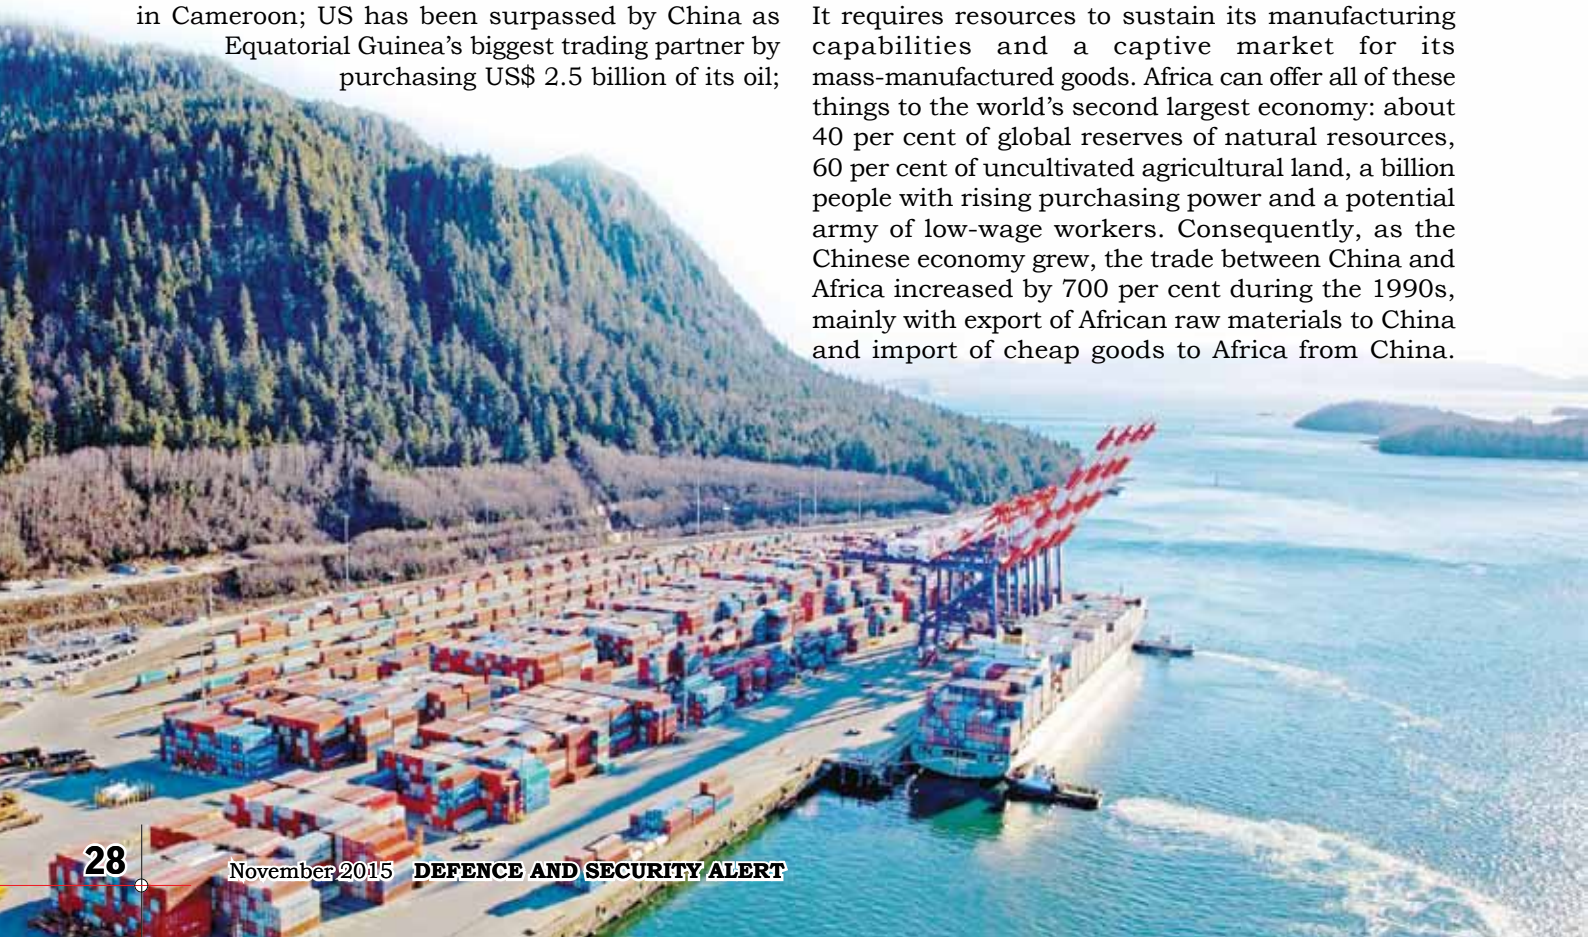 in Cameroon; US has been surpassed by China as
Equatorial Guinea’s biggest trading partner by
purchasing US$ 2.5 billion of its oil;
It requires resources to sustain its manufacturing
capabilities and a captive market for its
mass-manufactured goods. Africa can offer all of these
things to the world’s second largest economy: about
40 per cent of global reserves of natural resources,
60 per cent of uncultivated agricultural land, a billion
people with rising purchasing power and a potential
army of low-wage workers. Consequently, as the
Chinese economy grew, the trade between China and
Africa increased by 700 per cent during the 1990s,
mainly with export of African raw materials to China
and import of cheap goods to Africa from China.
28
November 2015 DEFENCE AND SECURITY ALERT